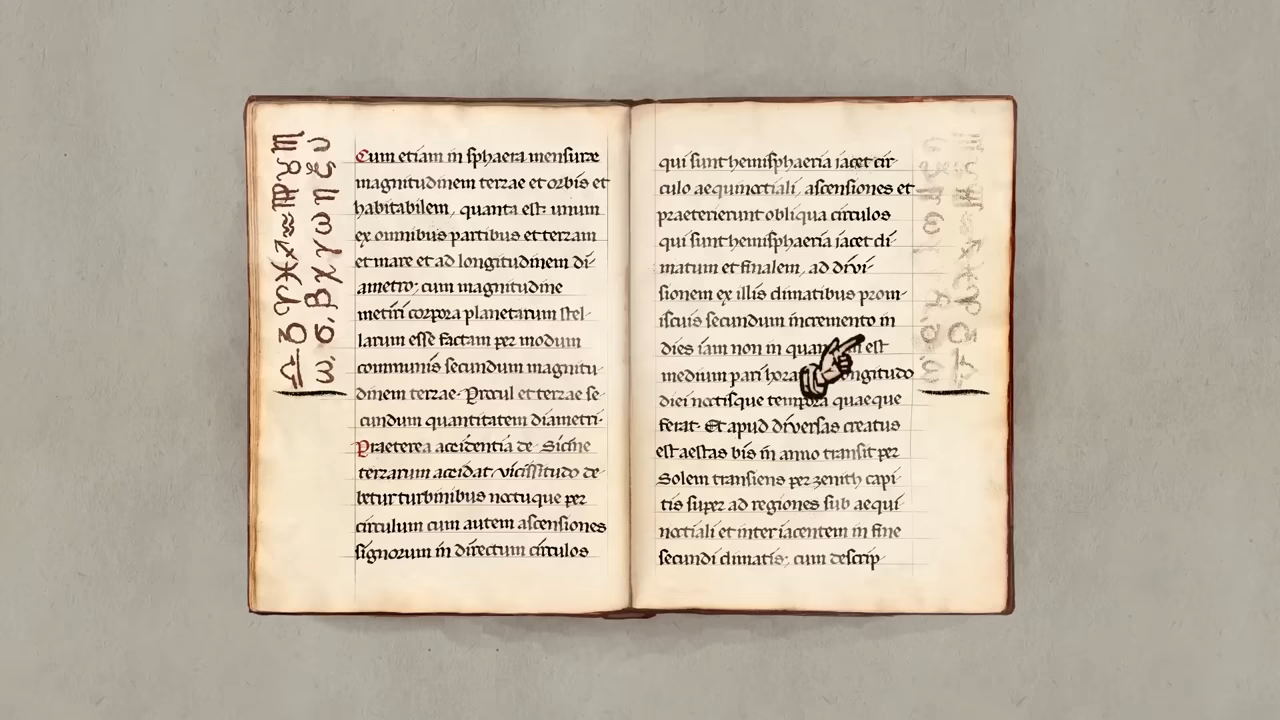 Cum etiam in sphaera mensurae
magnitudinem terrae et orbis et
habitabilem, quanta est unum
ex omnibus partibus et terram
et mare et ad longitudinem di-
ametro; cum magnitudine
metiri corpora planetarum stel-
larum esse factam per modum
communis secundum magnitu-
dinem terrae. Procul et terrae se-
cundum quantitatem diametri.
Praeterea accidentia de Sicine
terrarum accidat; vicissitudo de-
betur turbinibus noctuque per
circulum cum autem ascensiones
signorum in directum circulos
qui sunt hemisphaeria iacet cir-
culo aequinoctiali, ascensiones et
praeterierunt obliqua circulos
qui sunt hemisphaeria iacet di-
matum et finalem, ad divi-
sionem ex illis climatibus prom-
iscuis secundum incremento in
dies iam non in est
medium pari
diei noctisque tempora quaeque
ferat. Et apud diversas creatus
est aestas bis in anno transit per
Solem transiens per zenith capi-
tis super ad regiones sub aequi
noctiali et inter iacentem in fine
secundi climatis; cum descrip-